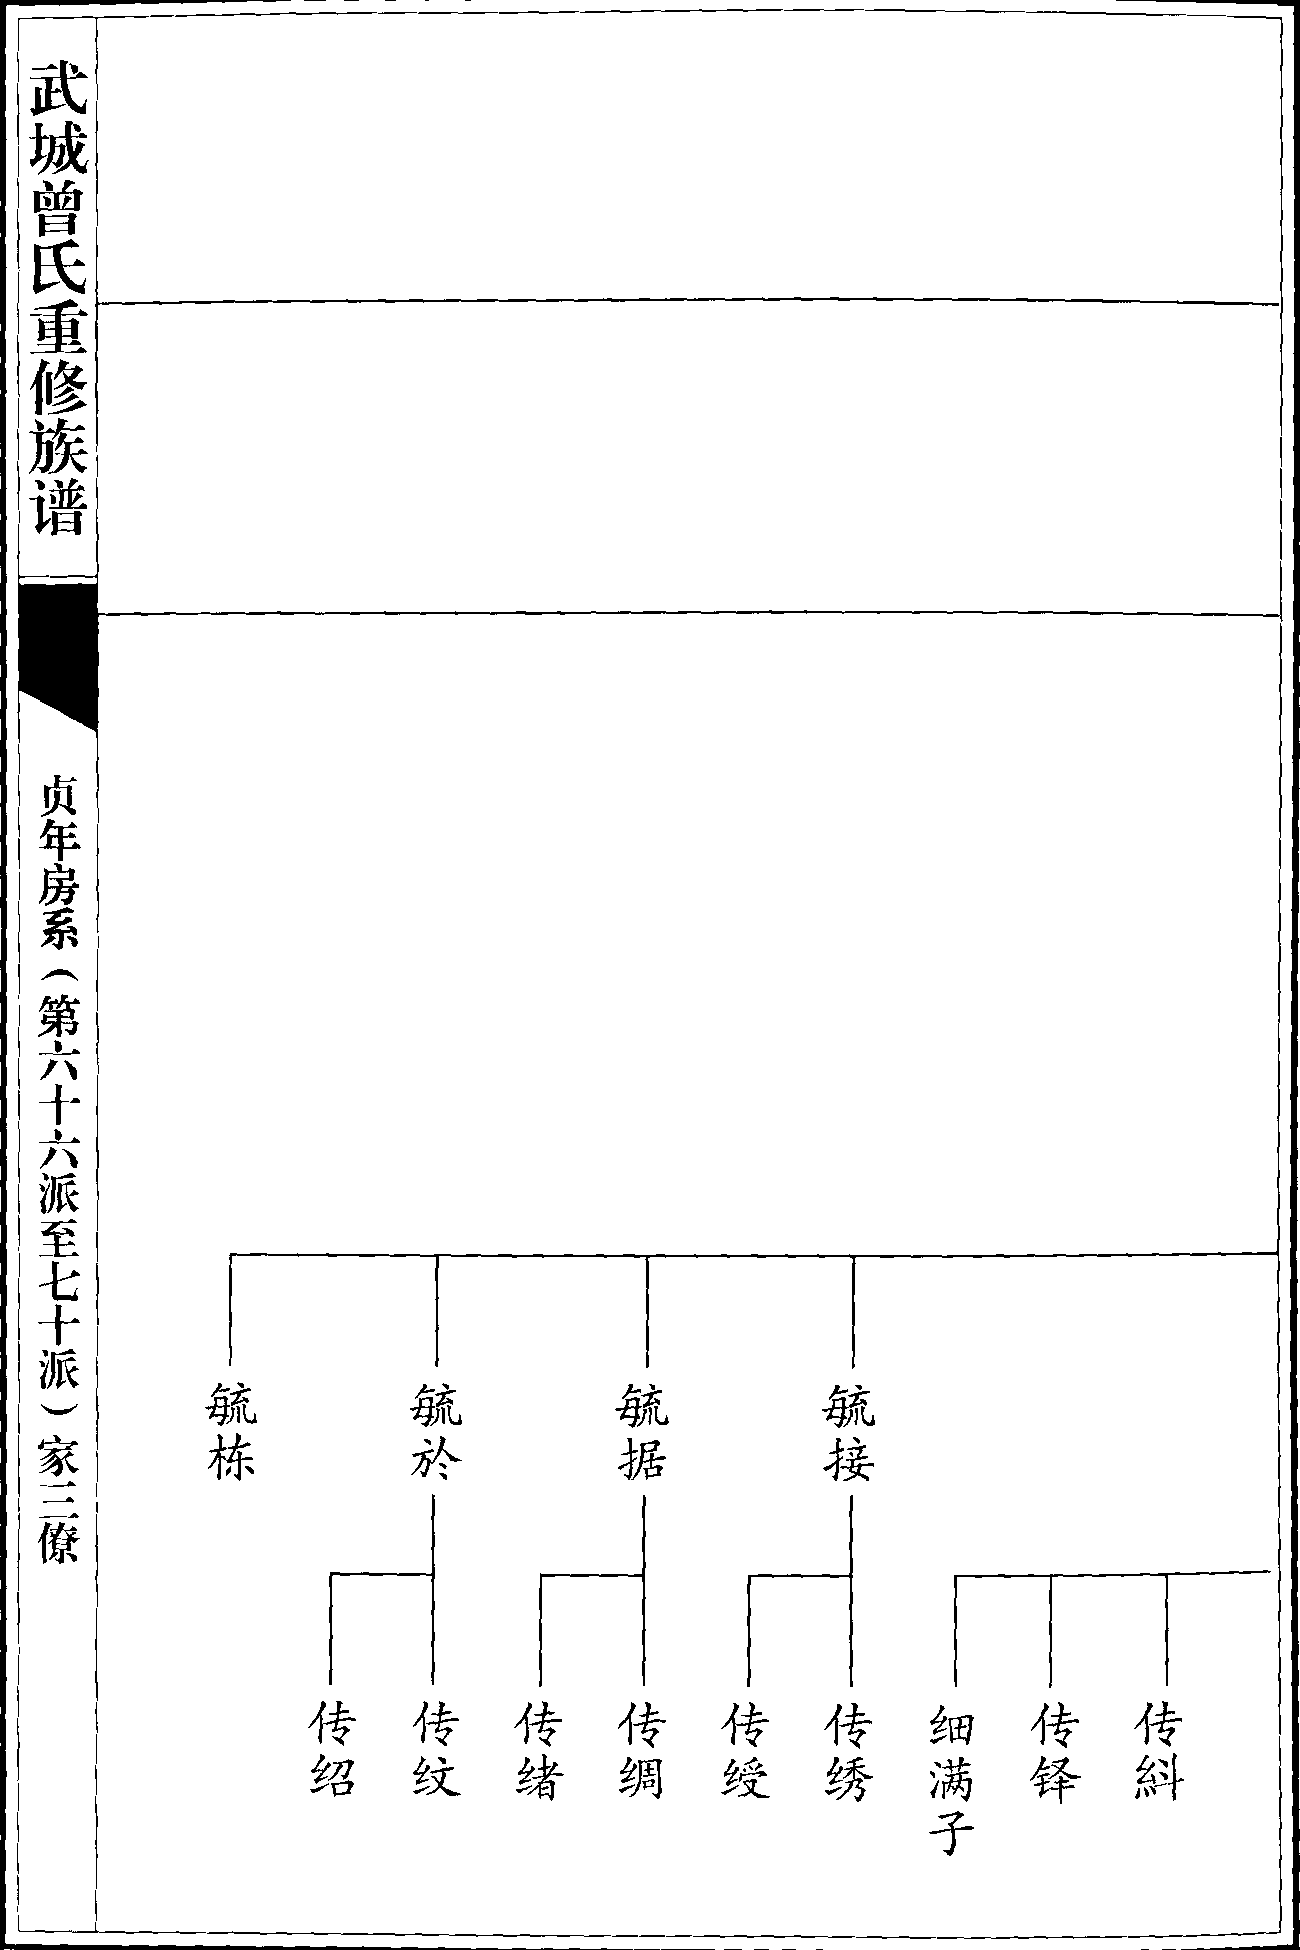 武城曾氏重修族谱
贞年房系(第六十六派至七十派)家三僚
毓接
毓据
毓於
毓栋
传紏
传铎
细满子
传绣
传绶
传绸
传绪
传纹
传绍